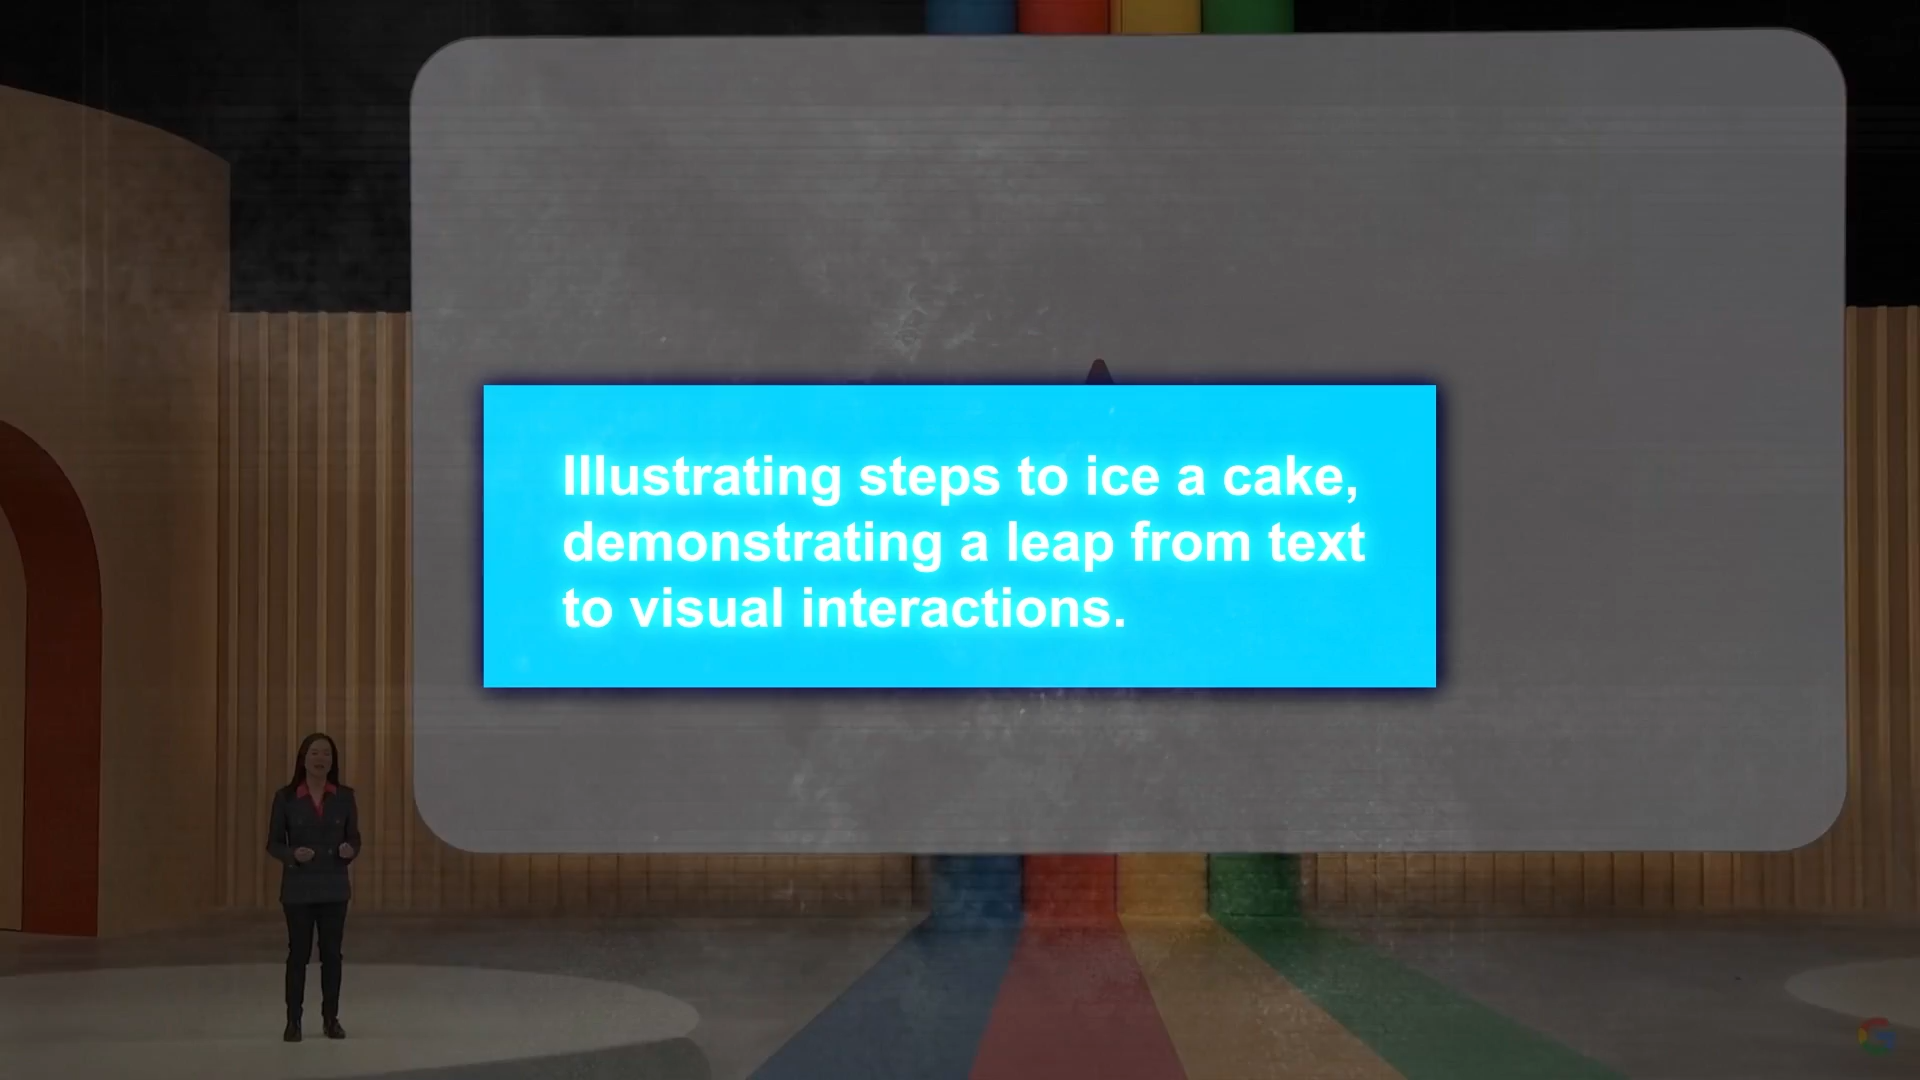 Illustrating steps to ice a cake,
demonstrating a leap from text
to visual interactions.